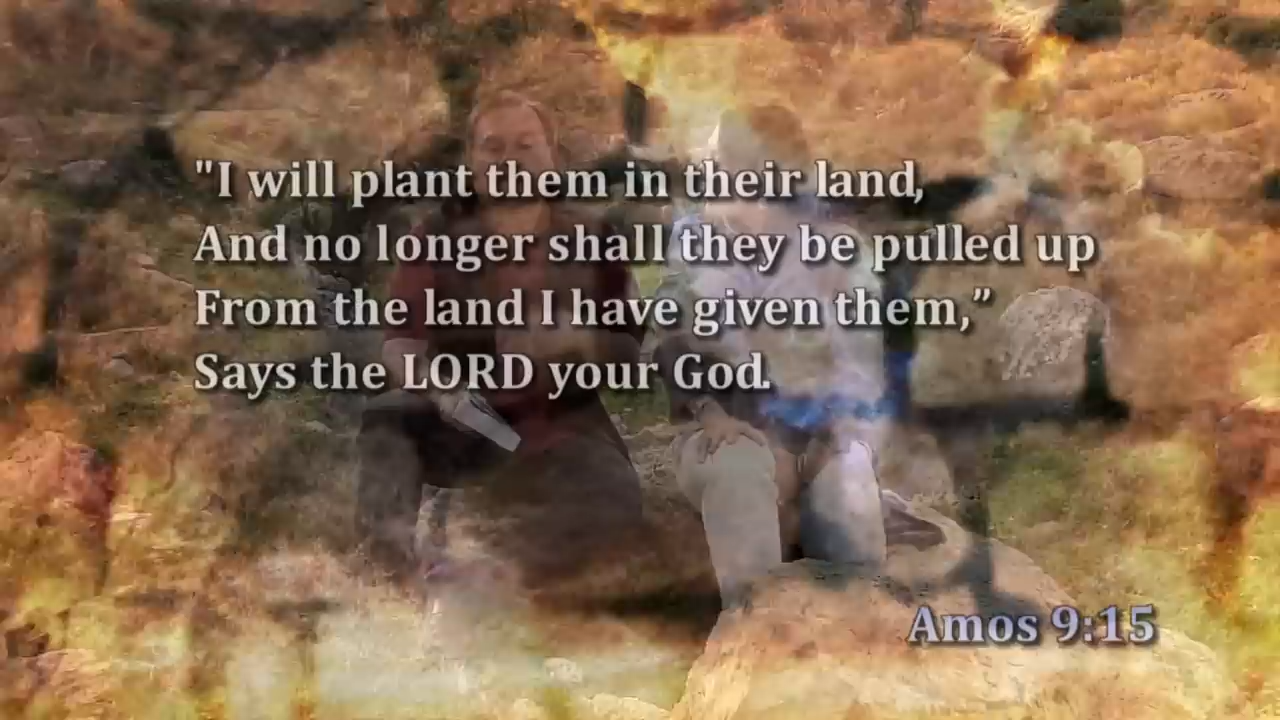 "I will plant them in their land,
And no longer shall they be pulled up
From the land I have given them,”
Says the LORD your God.
Amos 9:15